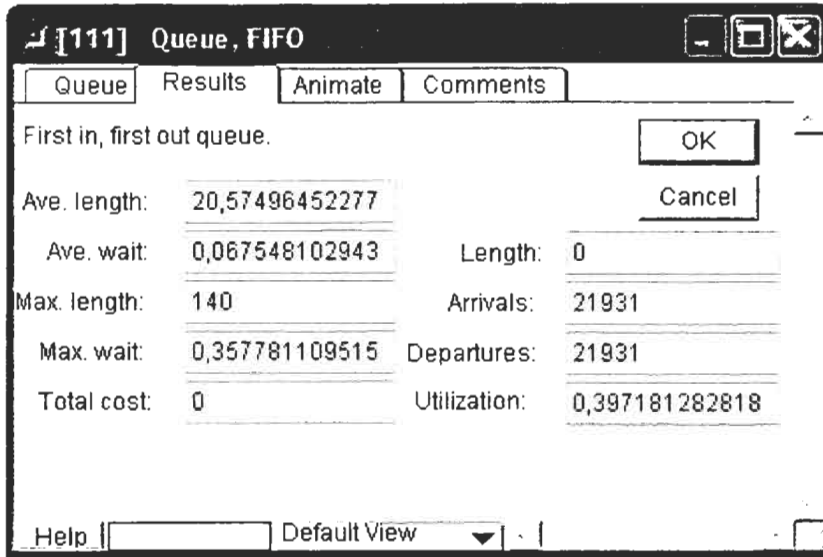 [111] Queue, FIFO
Queue Results Animate Comments
First in, first out queue.
OK
Cancel
Ave. length: 20,57496452277
Ave. wait: 0,067548102943 Length: 0
Max. length: 140 Arrivals: 21931
Max. wait: 0,357781109515 Departures: 21931
Total cost: 0 Utilization: 0,397181282818
Help Default View